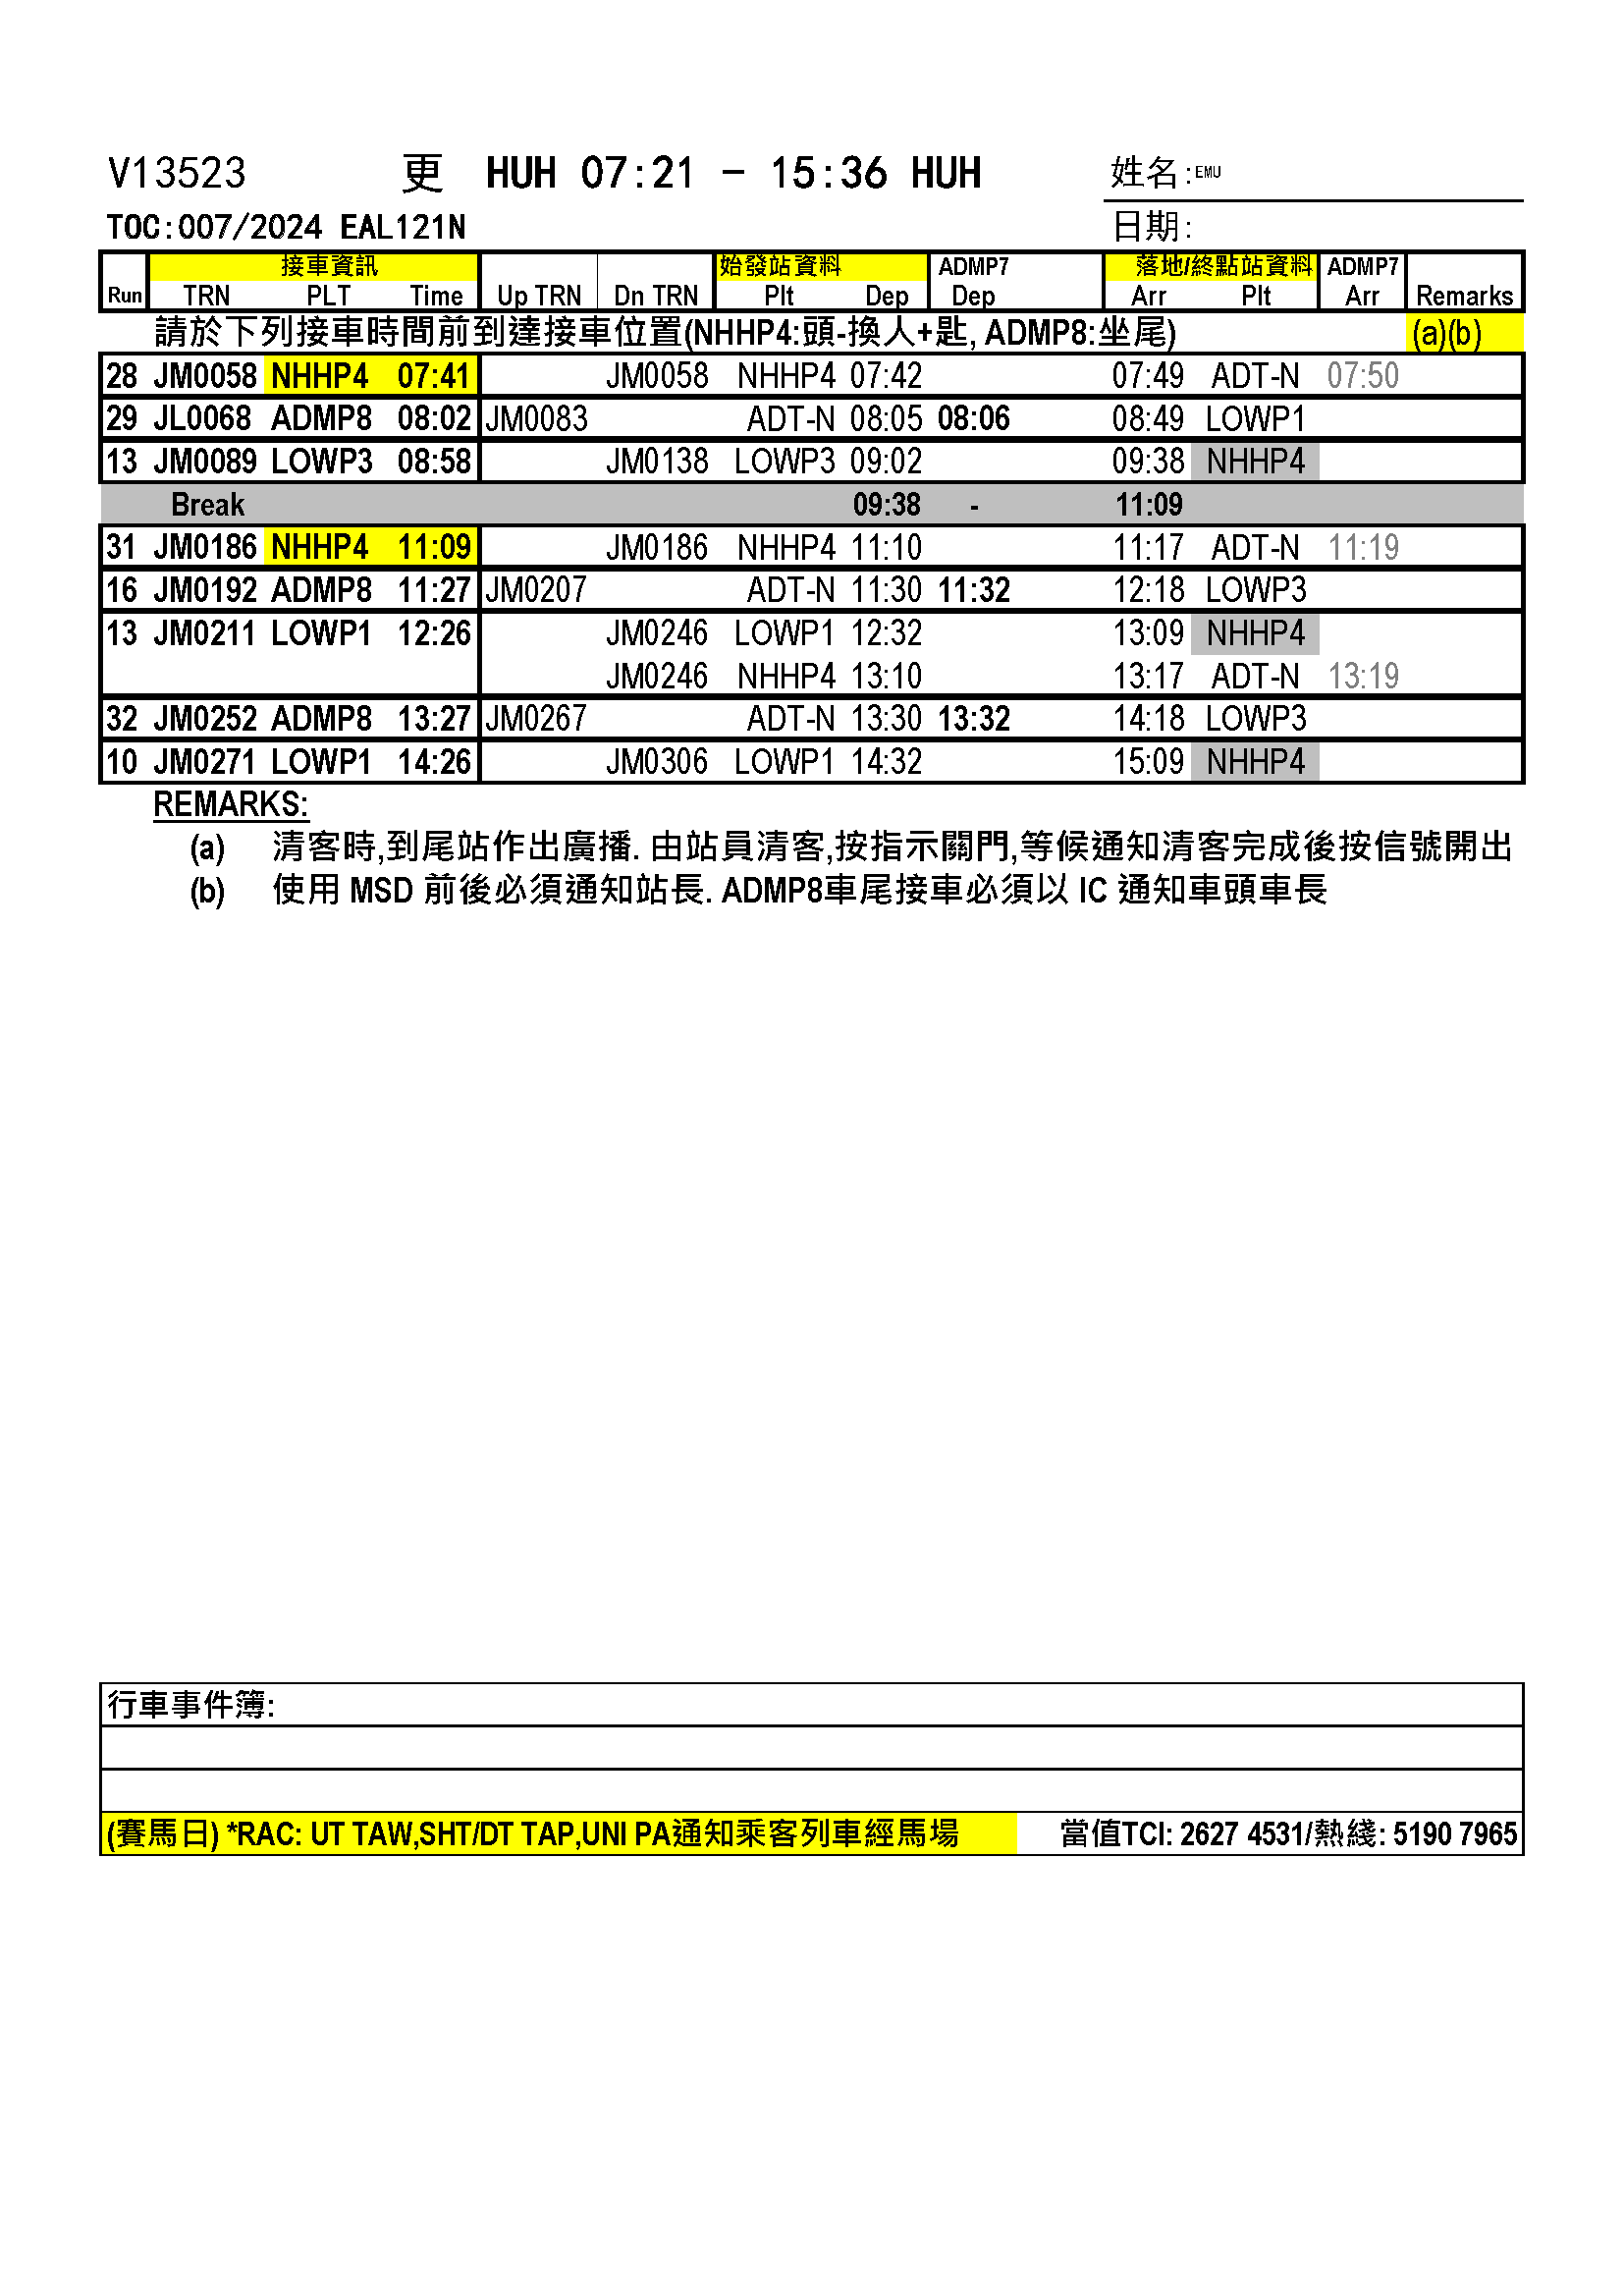 V13523 更 HUH 07:21 - 15:36 HUH 姓名:EMU
TOC:007/2024 EAL121N 日期:
接車資訊 始發站資料 ADMP7 落地/終點站資料 ADMP7
Run TRN PLT Time Up TRN Dn TRN Plt Dep Dep Arr Plt Arr Remarks
請於下列接車時間前到達接車位置(NHHP4:頭-換人+匙, ADMP8:坐尾) (a)(b)
28 JM0058 NHHP4 07:41 JM0058 NHHP4 07:42 07:49 ADT-N 07:50
29 JL0068 ADMP8 08:02 JM0083 ADT-N 08:05 08:06 08:49 LOWP1
13 JM0089 LOWP3 08:58 JM0138 LOWP3 09:02 09:38 NHHP4
Break 09:38 - 11:09
31 JM0186 NHHP4 11:09 JM0186 NHHP4 11:10 11:17 ADT-N 11:19
16 JM0192 ADMP8 11:27 JM0207 ADT-N 11:30 11:32 12:18 LOWP3
13 JM0211 LOWP1 12:26 JM0246 LOWP1 12:32 13:09 NHHP4
JM0246 NHHP4 13:10 13:17 ADT-N 13:19
32 JM0252 ADMP8 13:27 JM0267 ADT-N 13:30 13:32 14:18 LOWP3
10 JM0271 LOWP1 14:26 JM0306 LOWP1 14:32 15:09 NHHP4
REMARKS:
(a) 清客時,到尾站作出廣播. 由站員清客,按指示關門,等候通知清客完成後按信號開出
(b) 使用 MSD 前後必須通知站長. ADMP8車尾接車必須以 IC 通知車頭車長
行車事件簿:
(賽馬日) *RAC: UT TAW,SHT/DT TAP,UNI PA通知乘客列車經馬場 當值TCI: 2627 4531/熱綫: 5190 7965